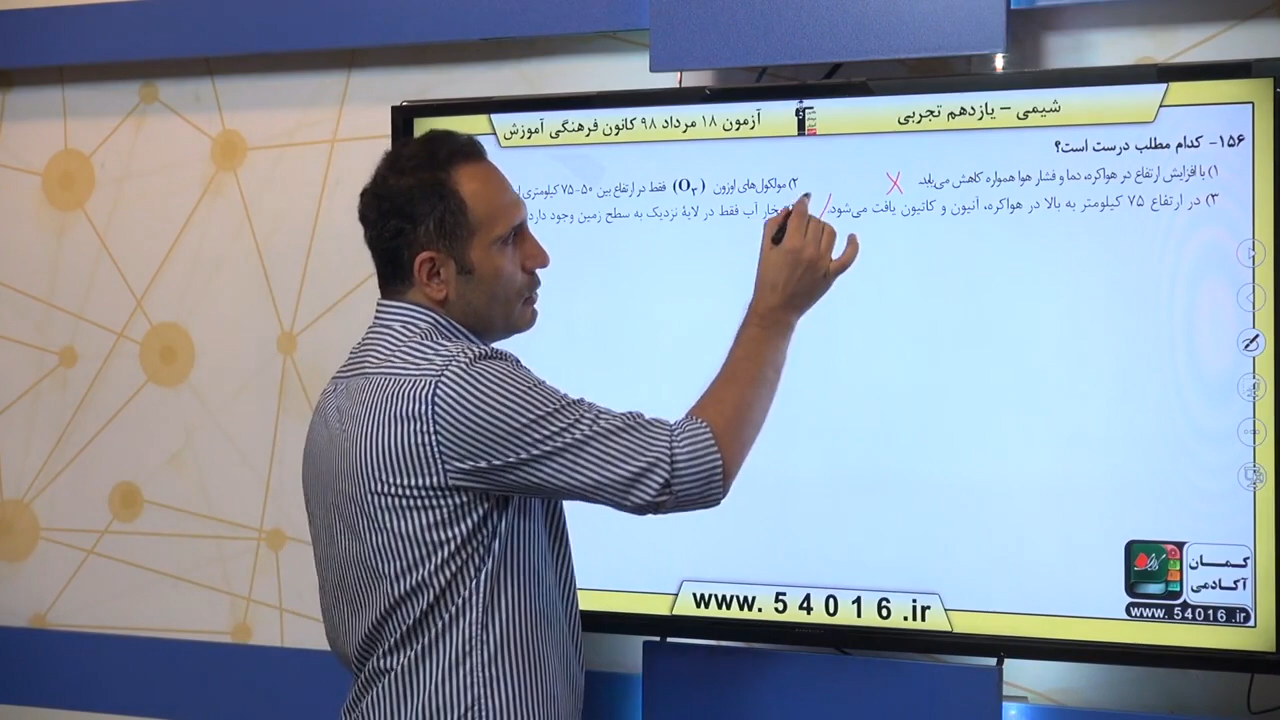 شیمی – یازدهم تجربی
آزمون ۱۸ مرداد ۹۸ کانون فرهنگی آموزش
۱۵۶- کدام مطلب درست است؟
۱) با افزایش ارتفاع در هواکره، دما و فشار هوا همواره کاهش می‌یابد.
۲) مولکول‌های اوزون (O۳) فقط در ارتفاع بین ۵۰-۷۵ کیلومتری
۳) در ارتفاع ۷۵ کیلومتر به بالا در هواکره، آنیون و کاتیون یافت می‌شود.
بخار آب فقط در لایهٔ نزدیک به سطح زمین وجود دارد
کمان
آکادمی
www. 54016 .ir
www. 54016 .ir